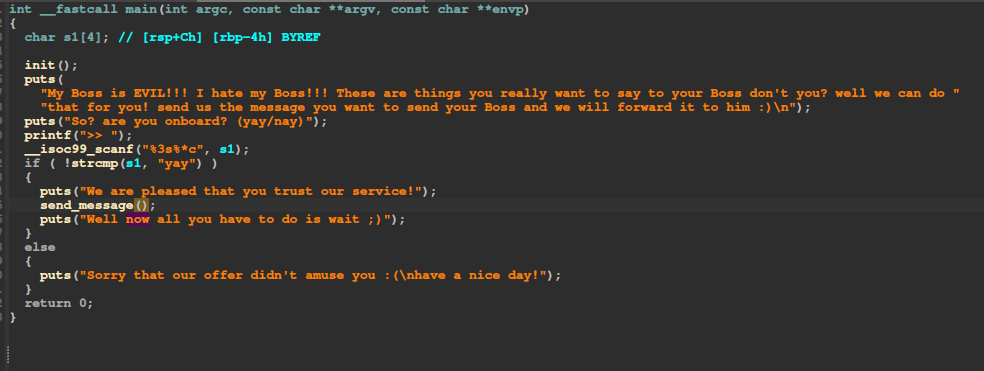 int __fastcall main(int argc, const char **argv, const char **envp)
{
char s1[4]; // [rsp+Ch] [rbp-4h] BYREF
init();
puts(
"My Boss is EVIL!!! I hate my Boss!!! These are things you really want to say to your Boss don't you? well we can do "
"that for you! send us the message you want to send your Boss and we will forward it to him :)\n");
puts("So? are you onboard? (yay/nay)");
printf(">> ");
__isoc99_scanf("%3s%*c", s1);
if ( !strcmp(s1, "yay") )
{
puts("We are pleased that you trust our service!");
send_message();
puts("Well now all you have to do is wait ;)");
}
else
{
puts("Sorry that our offer didn't amuse you :(\nhave a nice day!");
}
return 0;
}